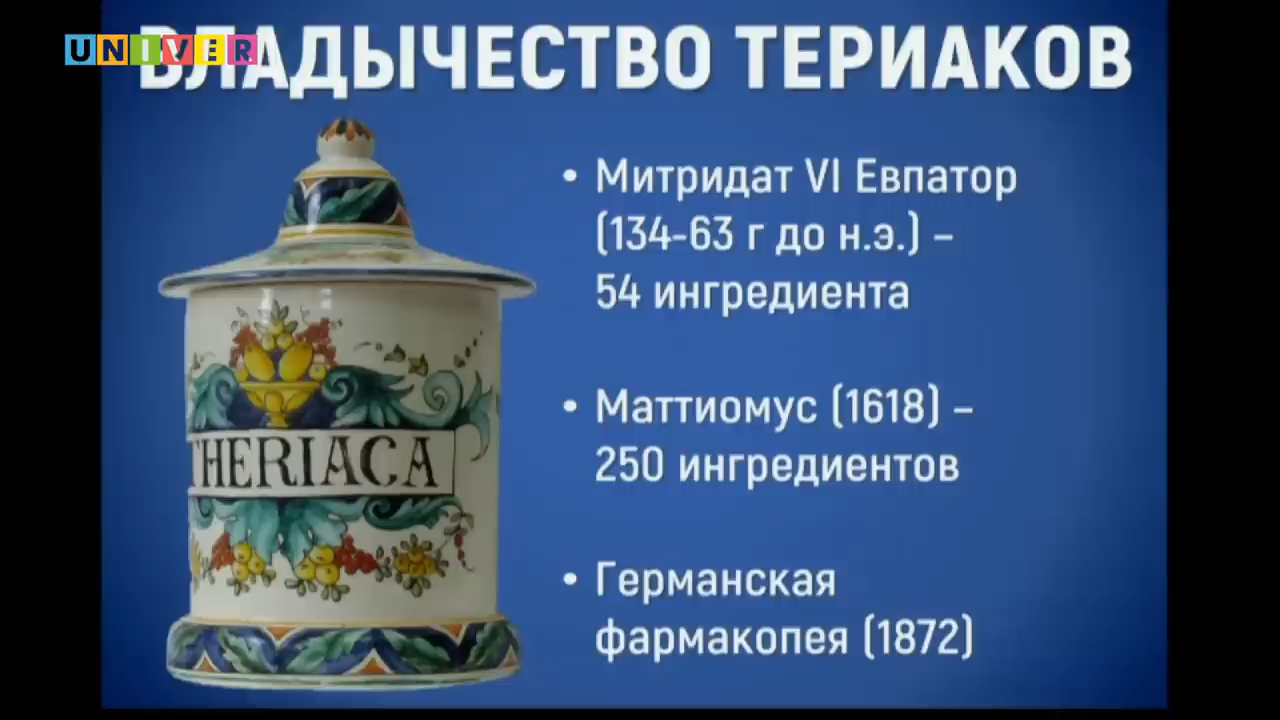 UNIVER
ВЛАДЫЧЕСТВО ТЕРИАКОВ
• Митридат VI Евпатор
(134-63 г до н.э.) –
54 ингредиента
• Маттиомус (1618) –
250 ингредиентов
• Германская
фармакопея (1872)
THERIACA